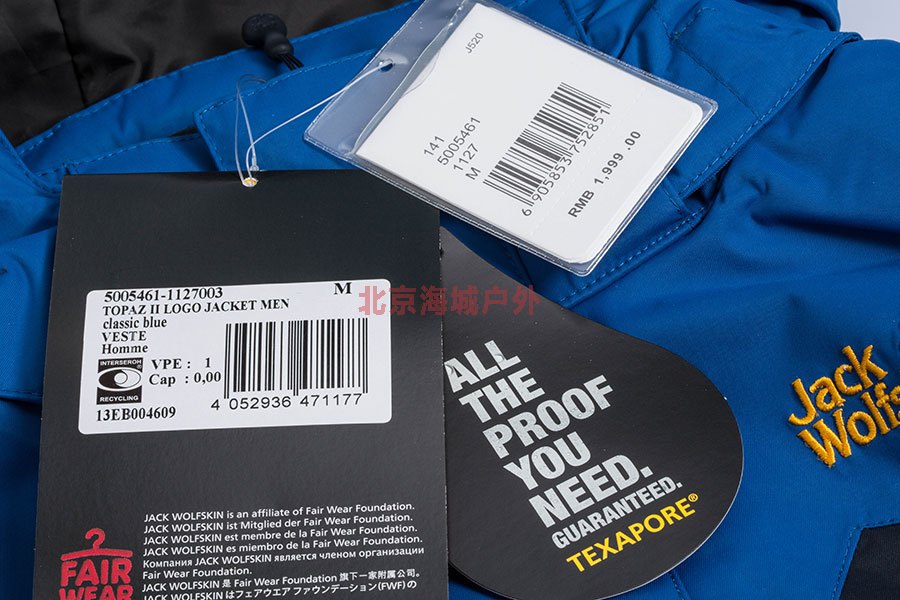 J520
141
5005461
1127
M
6 905853 752851
RMB 1,999 .00
5005461-1127003
M
TOPAZ II LOGO JACKET MEN
classic blue
VESTE
Homme
INTERSEROH
RECYCLING
VPE : 1
Cap : 0,00
13EB004609
4 052936 471177
北京海城户外
ALL
THE
PROOF
YOU
NEED.
GUARANTEED.
TEXAPORE®
Jack
Wolfs
FAIR
WEAR
JACK WOLFSKIN is an affiliate of Fair Wear Foundation.
JACK WOLFSKIN ist Mitglied der Fair Wear Foundation.
JACK WOLFSKIN est membre de la Fair Wear Foundation.
JACK WOLFSKIN es miembro de la Fair Wear Foundation.
Компания JACK WOLFSKIN является членом организации
Fair Wear Foundation.
JACK WOLFSKIN 是 Fair Wear Foundation 旗下一家附属公司。
JACK WOLFSKIN はフェアウエア ファウンデーション(FWF)の